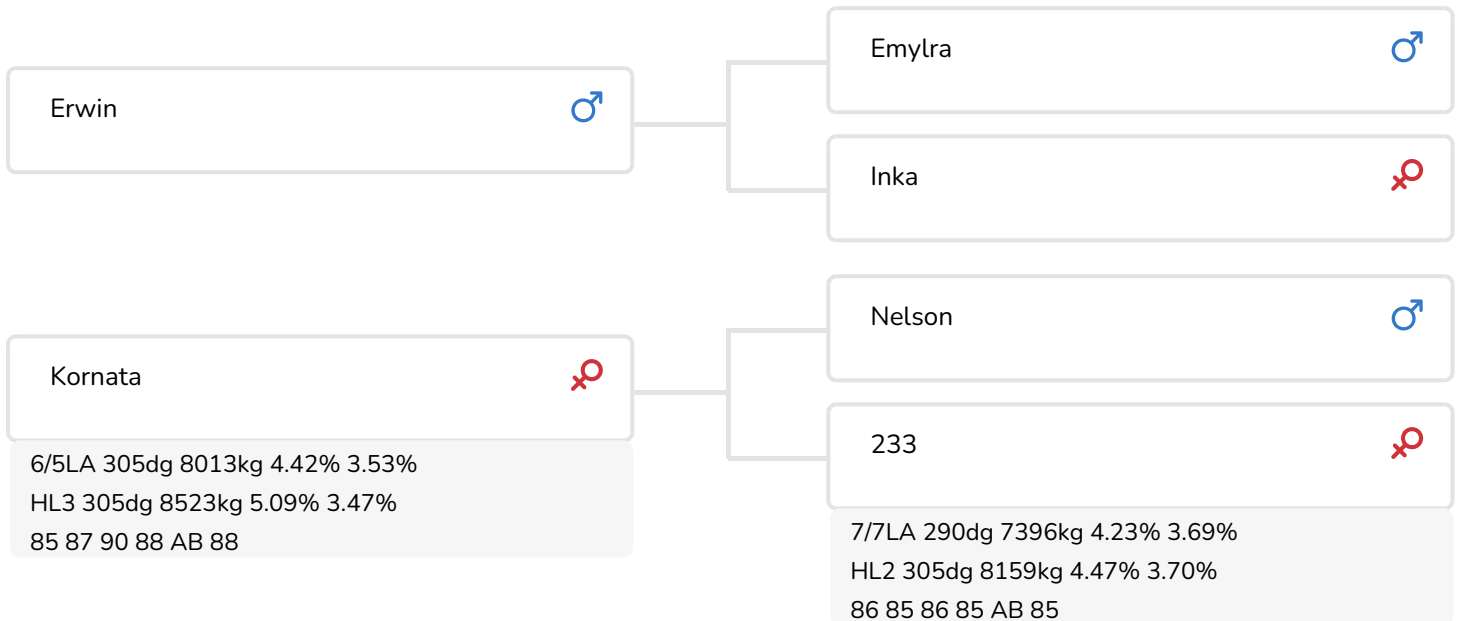 Emylra
Erwin
Inka
Nelson
Kornata
233
6/5LA 305dg 8013kg 4.42% 3.53%
HL3 305dg 8523kg 5.09% 3.47%
85 87 90 88 AB 88
7/7LA 290dg 7396kg 4.23% 3.69%
HL2 305dg 8159kg 4.47% 3.70%
86 85 86 85 AB 85